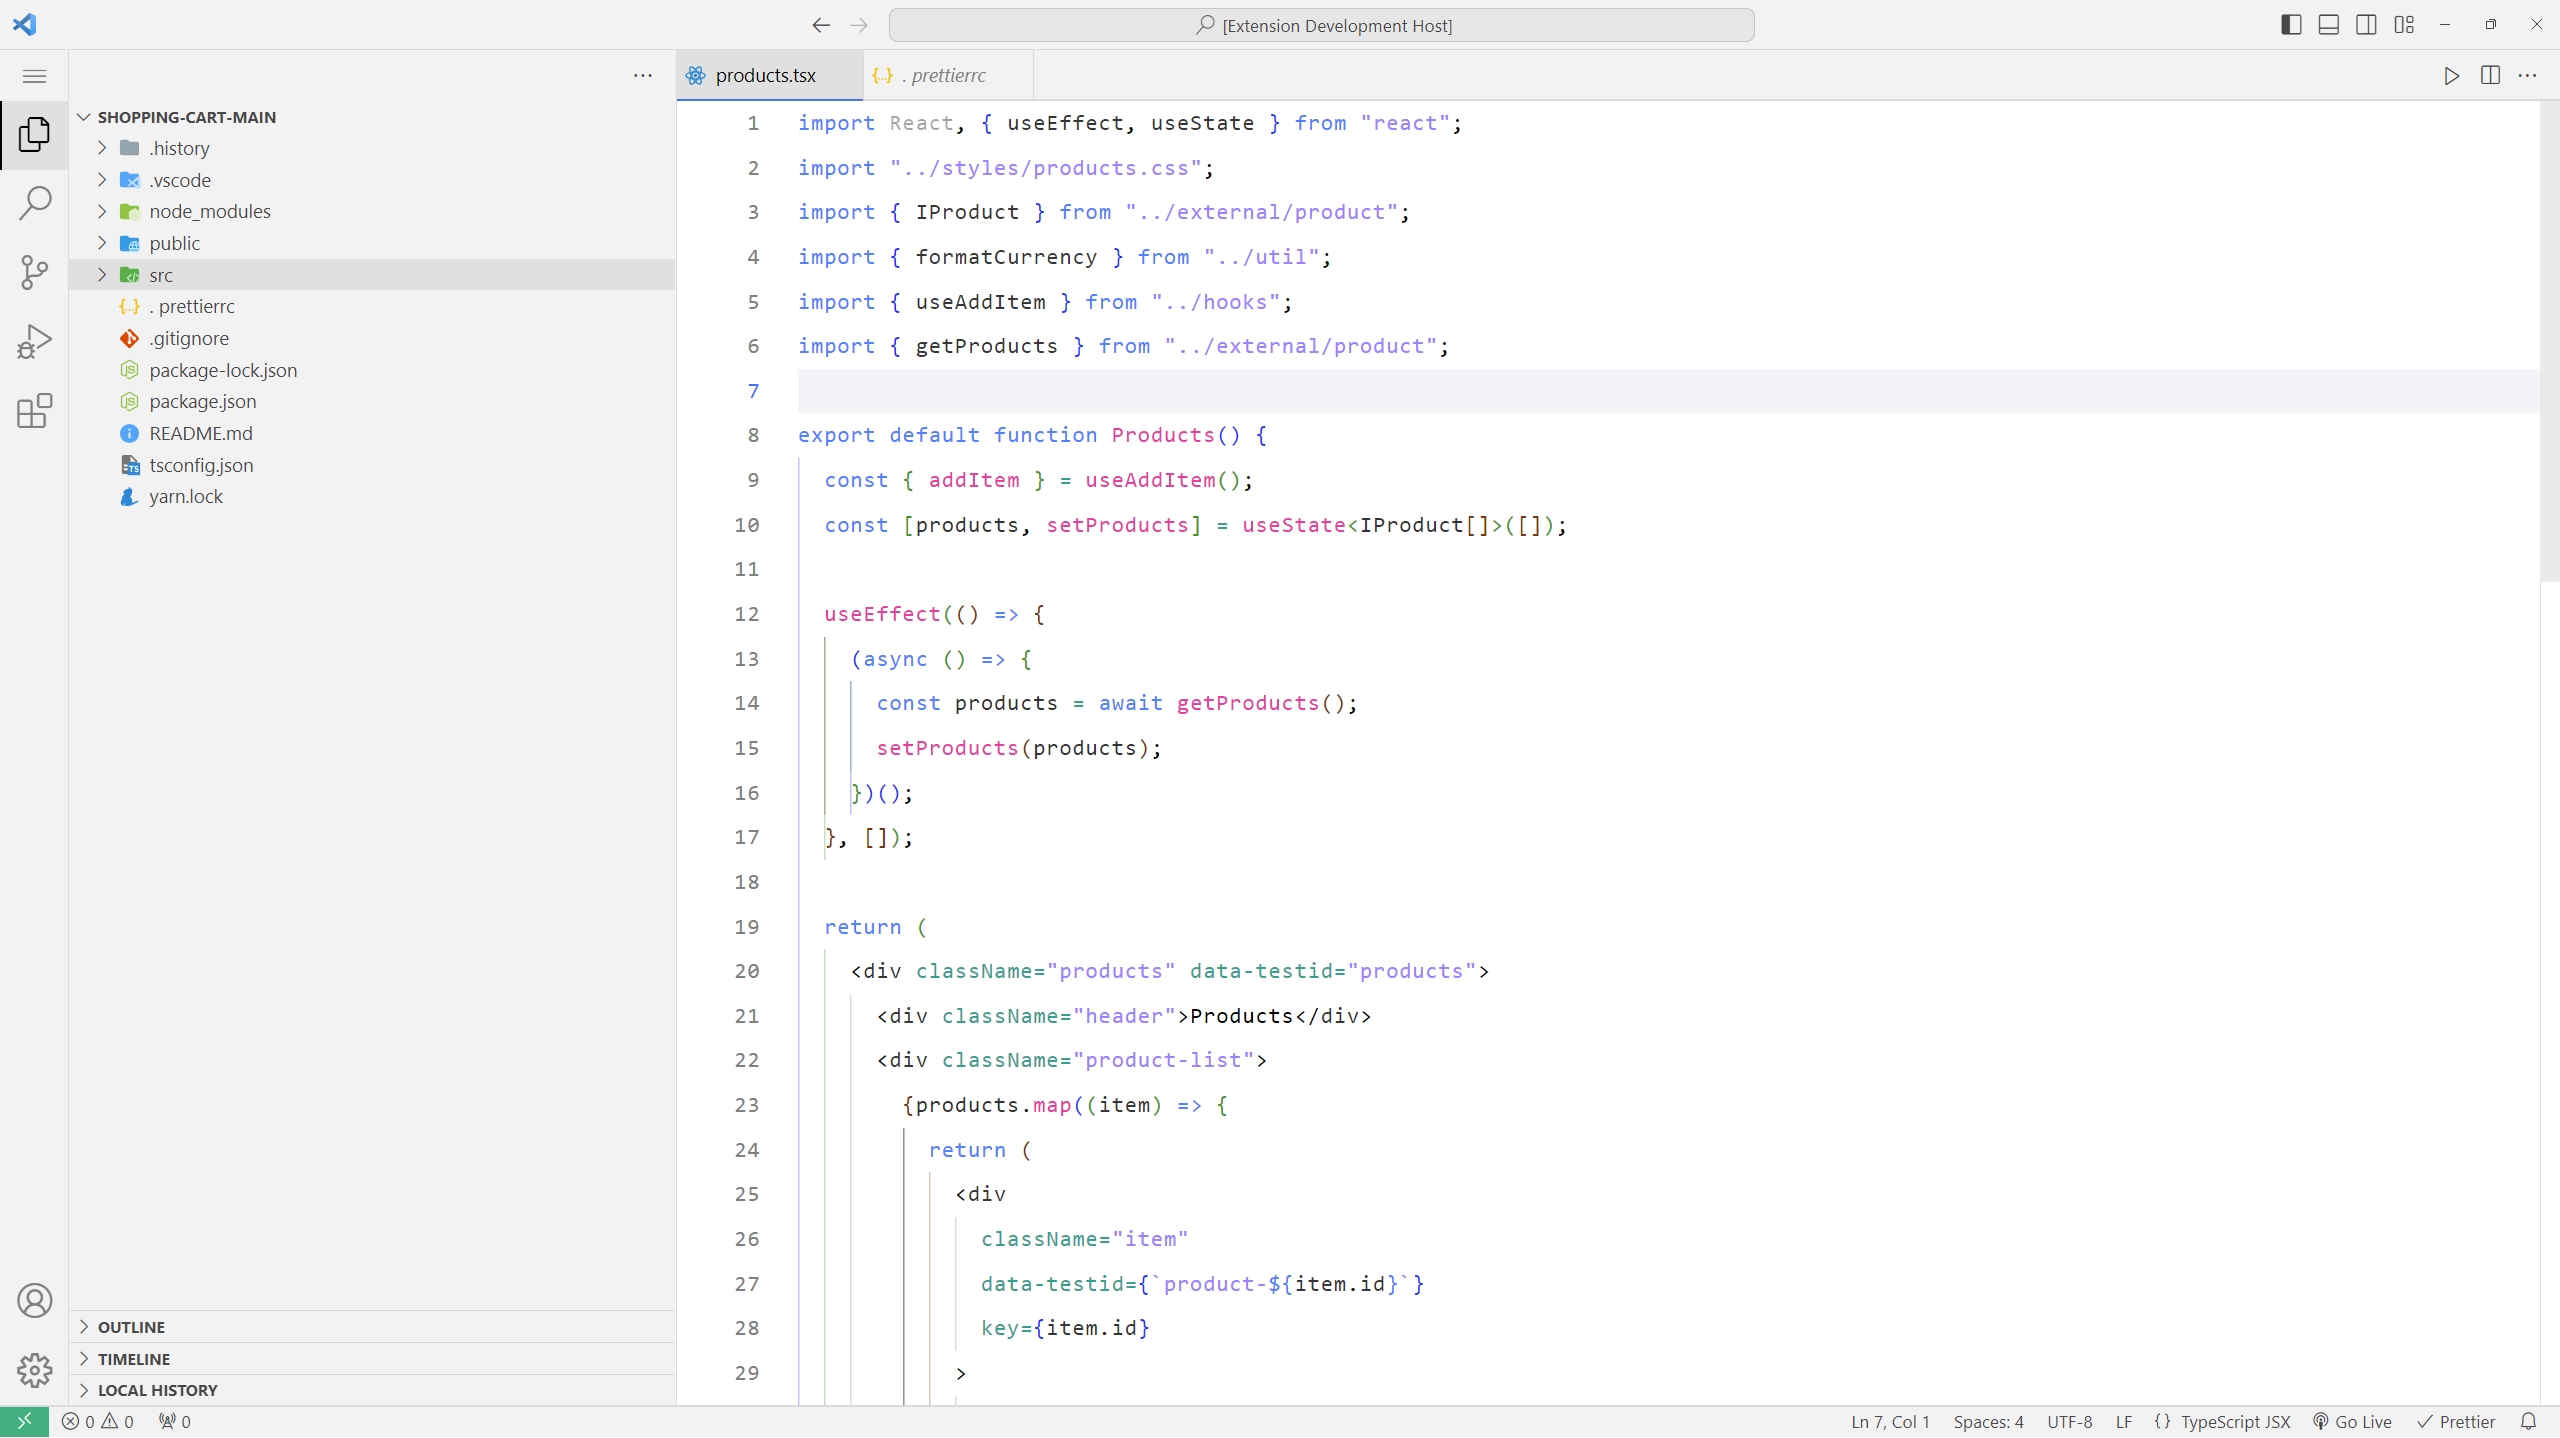 [Extension Development Host]
products.tsx
. prettierrc
SHOPPING-CART-MAIN
.history
.vscode
node_modules
public
src
. prettierrc
.gitignore
package-lock.json
package.json
README.md
tsconfig.json
yarn.lock
OUTLINE
TIMELINE
LOCAL HISTORY
1 import React, { useEffect, useState } from "react";
2 import "../styles/products.css";
3 import { IProduct } from "../external/product";
4 import { formatCurrency } from "../util";
5 import { useAddItem } from "../hooks";
6 import { getProducts } from "../external/product";
7
8 export default function Products() {
9 const { addItem } = useAddItem();
10 const [products, setProducts] = useState<IProduct[]>([]);
11
12 useEffect(() => {
13 (async () => {
14 const products = await getProducts();
15 setProducts(products);
16 })();
17 }, []);
18
19 return (
20 <div className="products" data-testid="products">
21 <div className="header">Products</div>
22 <div className="product-list">
23 {products.map((item) => {
24 return (
25 <div
26 className="item"
27 data-testid={`product-${item.id}`}
28 key={item.id}
29 >
0 0 0
Ln 7, Col 1 Spaces: 4 UTF-8 LF {} TypeScript JSX Go Live Prettier